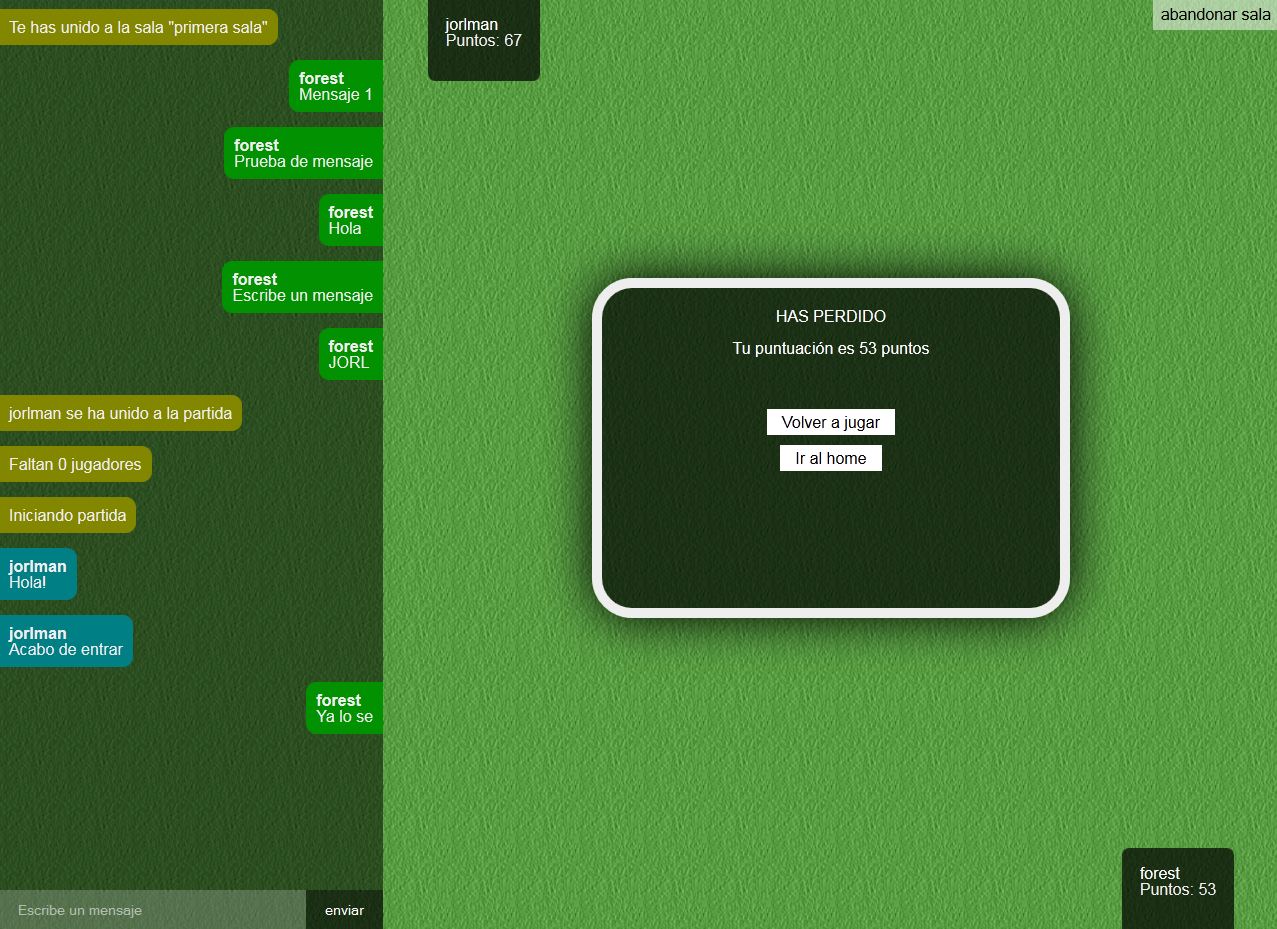 Te has unido a la sala "primera sala"
forest
Mensaje 1
forest
Prueba de mensaje
forest
Hola
forest
Escribe un mensaje
forest
JORL
jorlman se ha unido a la partida
Faltan 0 jugadores
Iniciando partida
jorlman
Hola!
jorlman
Acabo de entrar
forest
Ya lo se
Escribe un mensaje
enviar
jorlman
Puntos: 67
abandonar sala
HAS PERDIDO
Tu puntuación es 53 puntos
Volver a jugar
Ir al home
forest
Puntos: 53